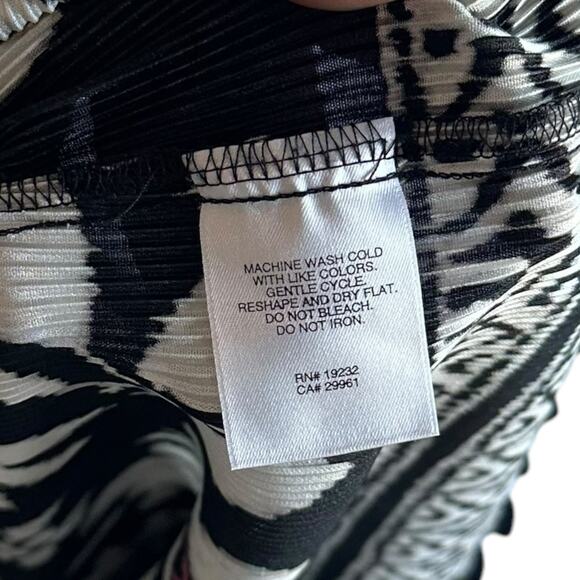 MACHINE WASH COLD
WITH LIKE COLORS.
GENTLE CYCLE.
RESHAPE AND DRY FLAT.
DO NOT BLEACH.
DO NOT IRON.
RN# 19232
CA# 29961